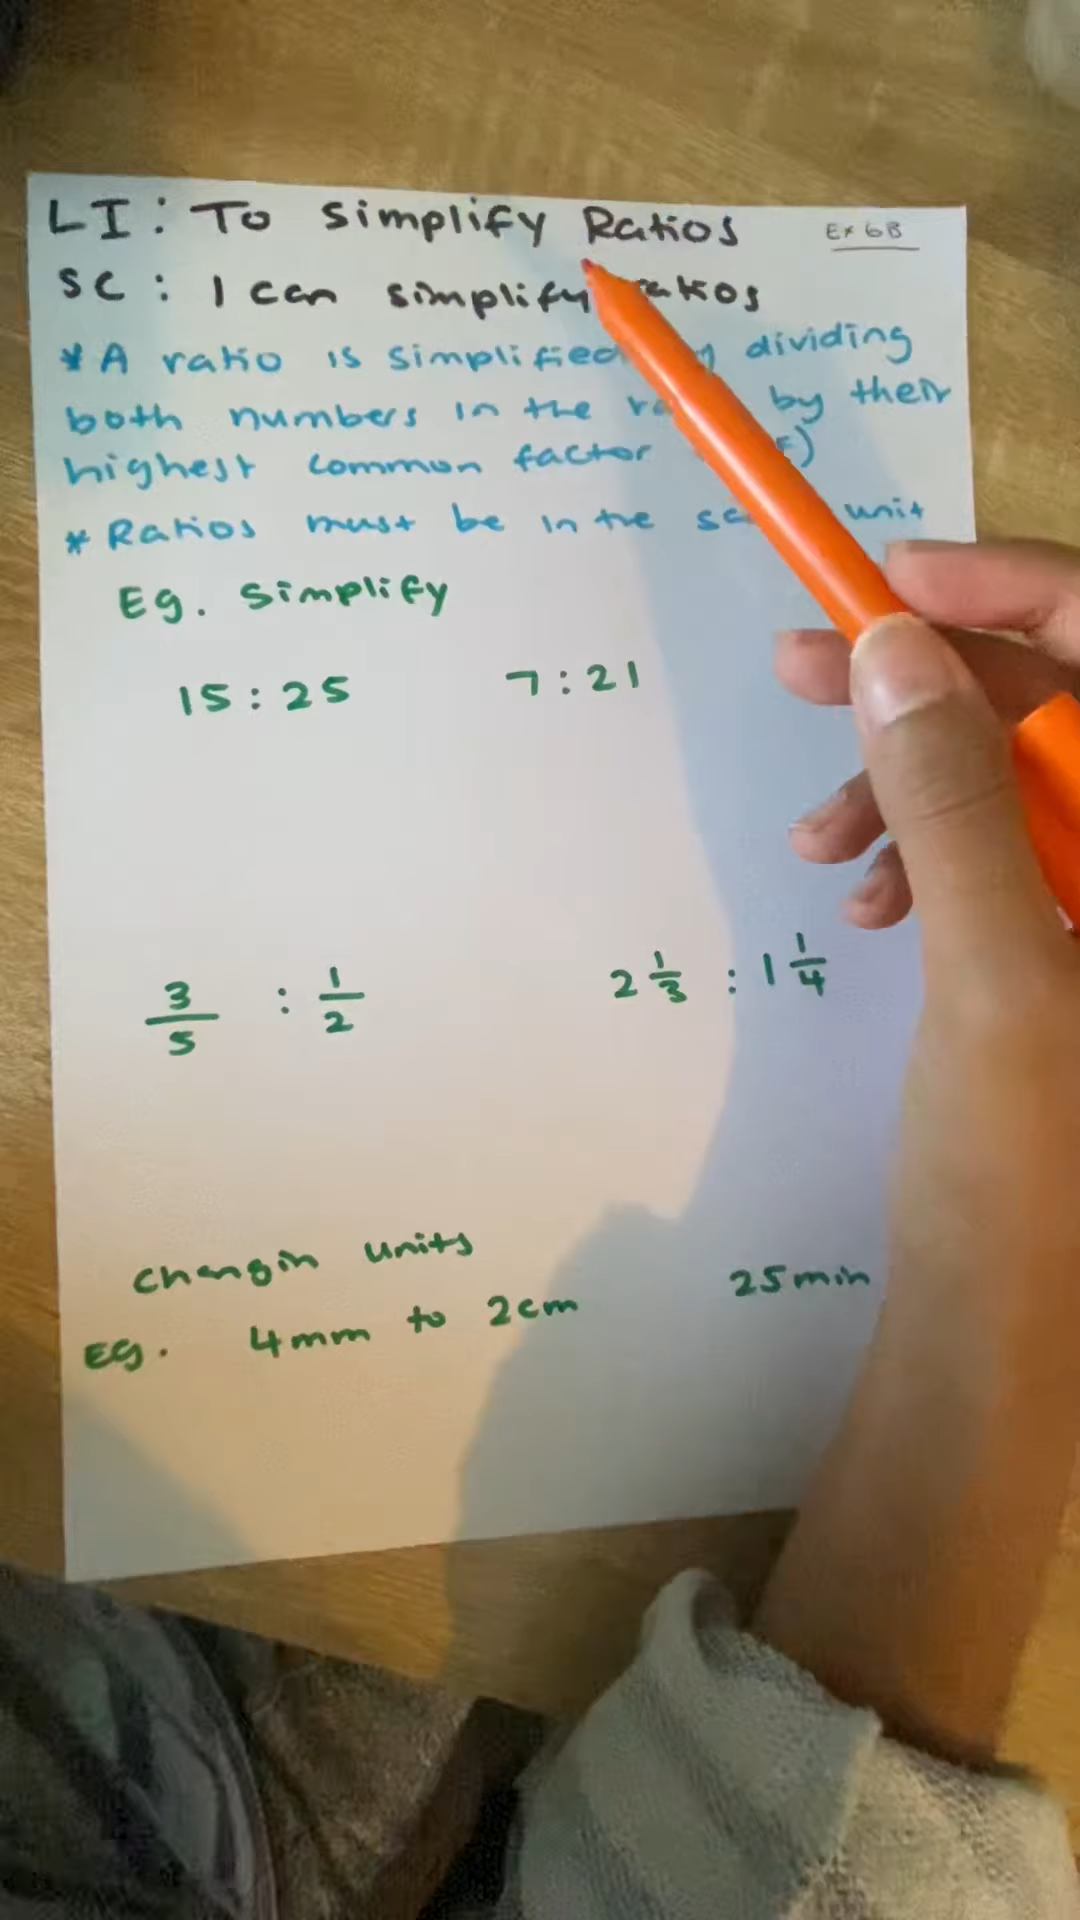 LI: To simplify Ratios
Ex 6B
SC: I can simplify
* A ratio is simplified dividing
both numbers in the by their
highest common factor
* Ratios must be in the unit
Eg. Simplify
15:25 7:21
3/5 : 1/2 2 1/3 : 1 1/4
Changin units
EG. 4mm to 2cm 25min